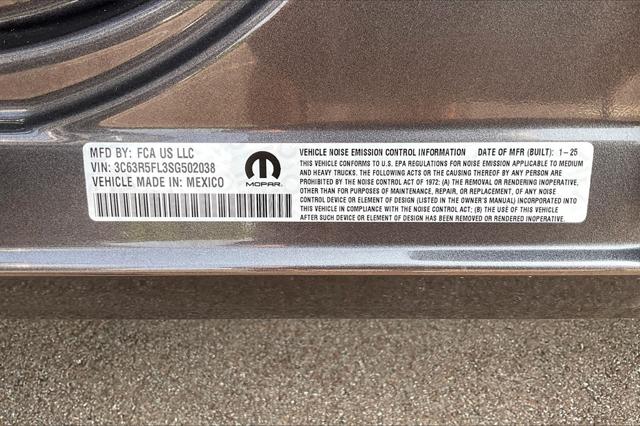 MFD BY: FCA US LLC
VIN: 3C63R5FL3SG502038
VEHICLE MADE IN: MEXICO
MOPAR
VEHICLE NOISE EMISSION CONTROL INFORMATION DATE OF MFR (BUILT): 1-25
THIS VEHICLE CONFORMS TO U.S. EPA REGULATIONS FOR NOISE EMISSION APPLICABLE TO MEDIUM
AND HEAVY TRUCKS. THE FOLLOWING ACTS OR THE CAUSING THEREOF BY ANY PERSON ARE
PROHIBITED BY THE NOISE CONTROL ACT OF 1972: (A) THE REMOVAL OR RENDERING INOPERATIVE,
OTHER THAN FOR PURPOSES OF MAINTENANCE, REPAIR, OR REPLACEMENT, OF ANY NOISE
CONTROL DEVICE OR ELEMENT OF DESIGN (LISTED IN THE OWNER'S MANUAL) INCORPORATED INTO
THIS VEHICLE IN COMPLIANCE WITH THE NOISE CONTROL ACT; (B) THE USE OF THIS VEHICLE
AFTER SUCH DEVICE OR ELEMENT OF DESIGN HAS BEEN REMOVED OR RENDERED INOPERATIVE.